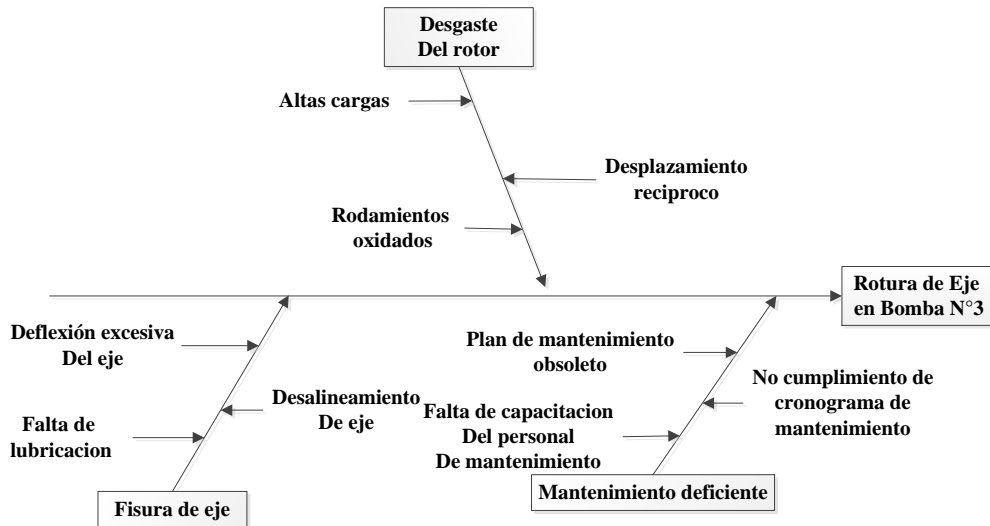 Desgaste
Del rotor
Altas cargas
Desplazamiento
reciproco
Rodamientos
oxidados
Rotura de Eje
en Bomba N°3
Deflexión excesiva
Del eje
Plan de mantenimiento
obsoleto
Desalineamiento
De eje
No cumplimiento de
cronograma de
mantenimiento
Falta de
lubricacion
Falta de capacitacion
Del personal
De mantenimiento
Fisura de eje
Mantenimiento deficiente